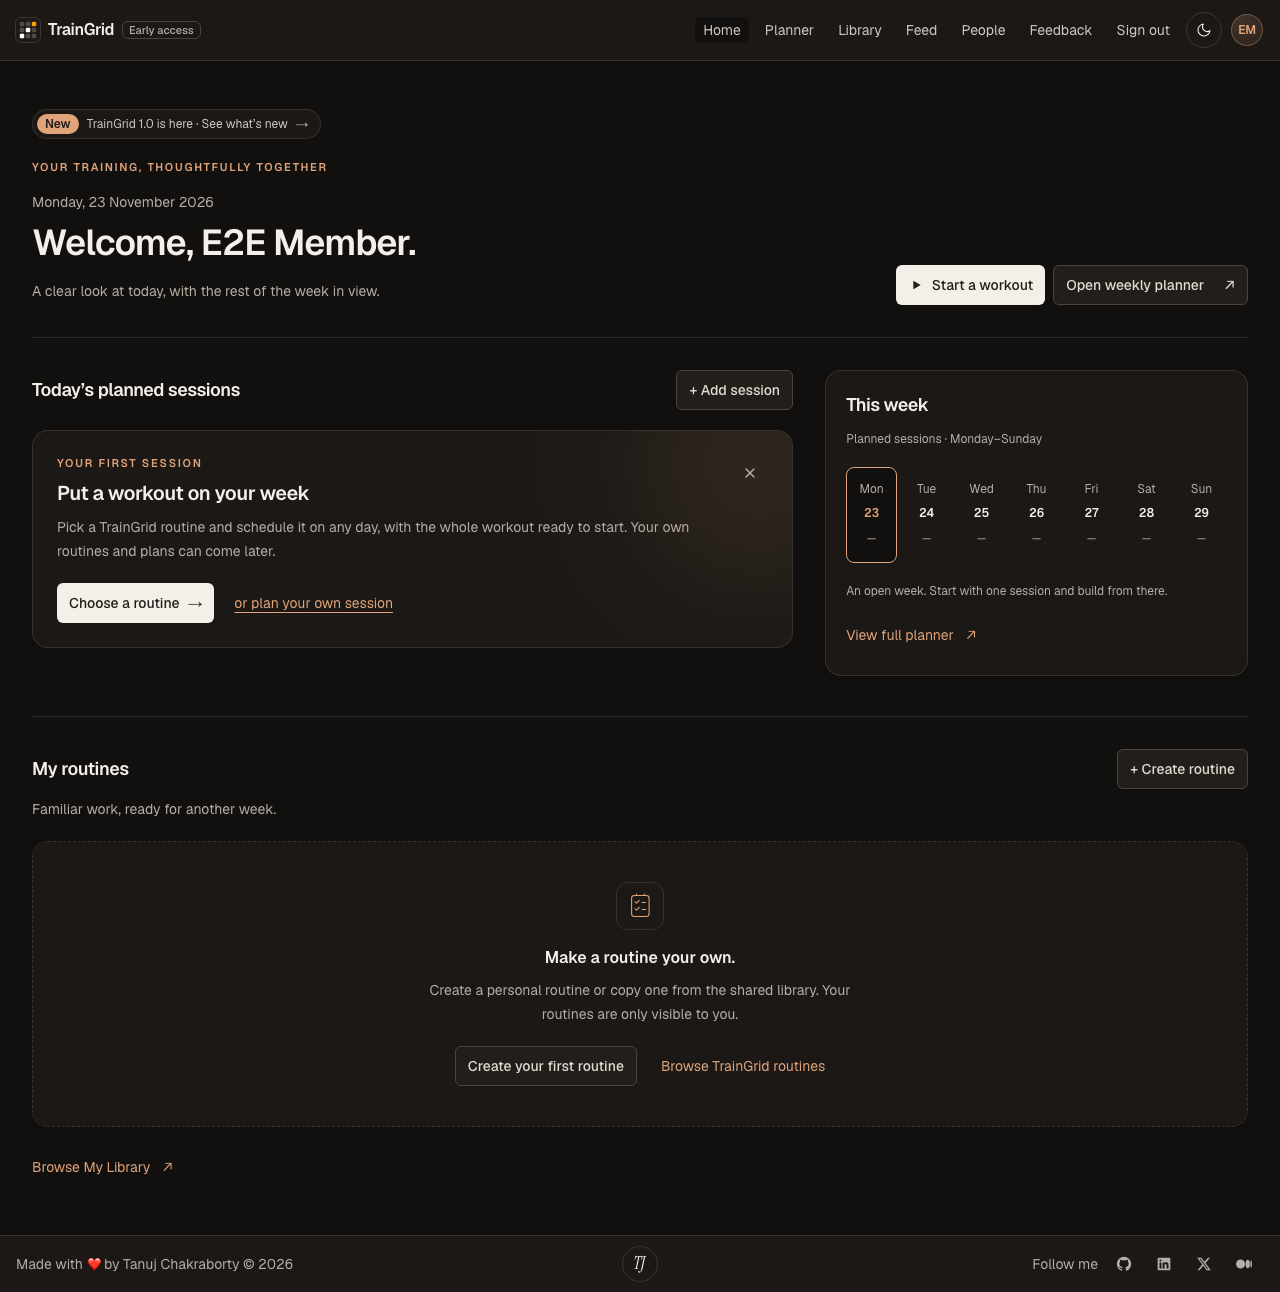 TrainGrid Early access Home Planner Library Feed People Feedback Sign out EM
New TrainGrid 1.0 is here · See what's new →
YOUR TRAINING, THOUGHTFULLY TOGETHER
Monday, 23 November 2026
Welcome, E2E Member.
A clear look at today, with the rest of the week in view.
Start a workout Open weekly planner ↗
Today's planned sessions + Add session
YOUR FIRST SESSION
Put a workout on your week
Pick a TrainGrid routine and schedule it on any day, with the whole workout ready to start. Your own
routines and plans can come later.
Choose a routine → or plan your own session
This week
Planned sessions · Monday–Sunday
Mon Tue Wed Thu Fri Sat Sun
23 24 25 26 27 28 29
– – – – – – –
An open week. Start with one session and build from there.
View full planner ↗
My routines + Create routine
Familiar work, ready for another week.
Make a routine your own.
Create a personal routine or copy one from the shared library. Your
routines are only visible to you.
Create your first routine Browse TrainGrid routines
Browse My Library ↗
Made with ❤️ by Tanuj Chakraborty © 2026 TJ Follow me